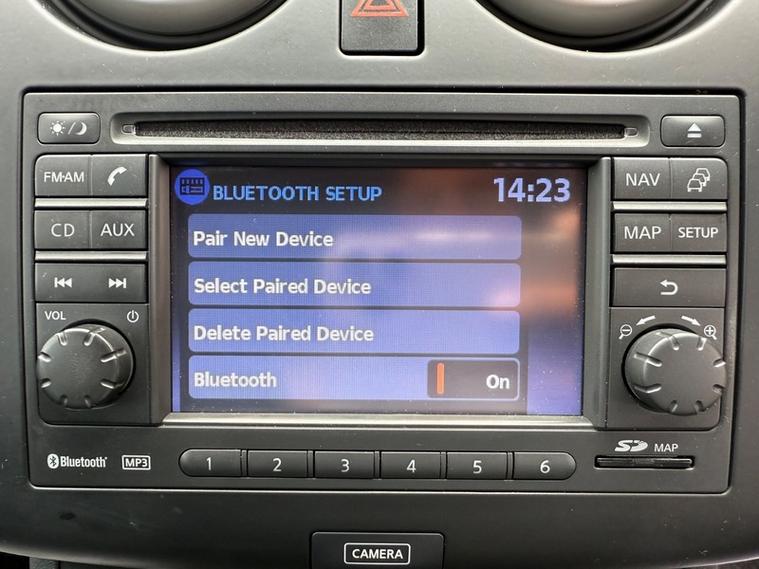 BLUETOOTH SETUP 14:23
FM·AM
NAV
Pair New Device
CD AUX
MAP SETUP
Select Paired Device
VOL
Delete Paired Device
Bluetooth On
Bluetooth MP3
1 2 3 4 5 6
SD MAP
CAMERA